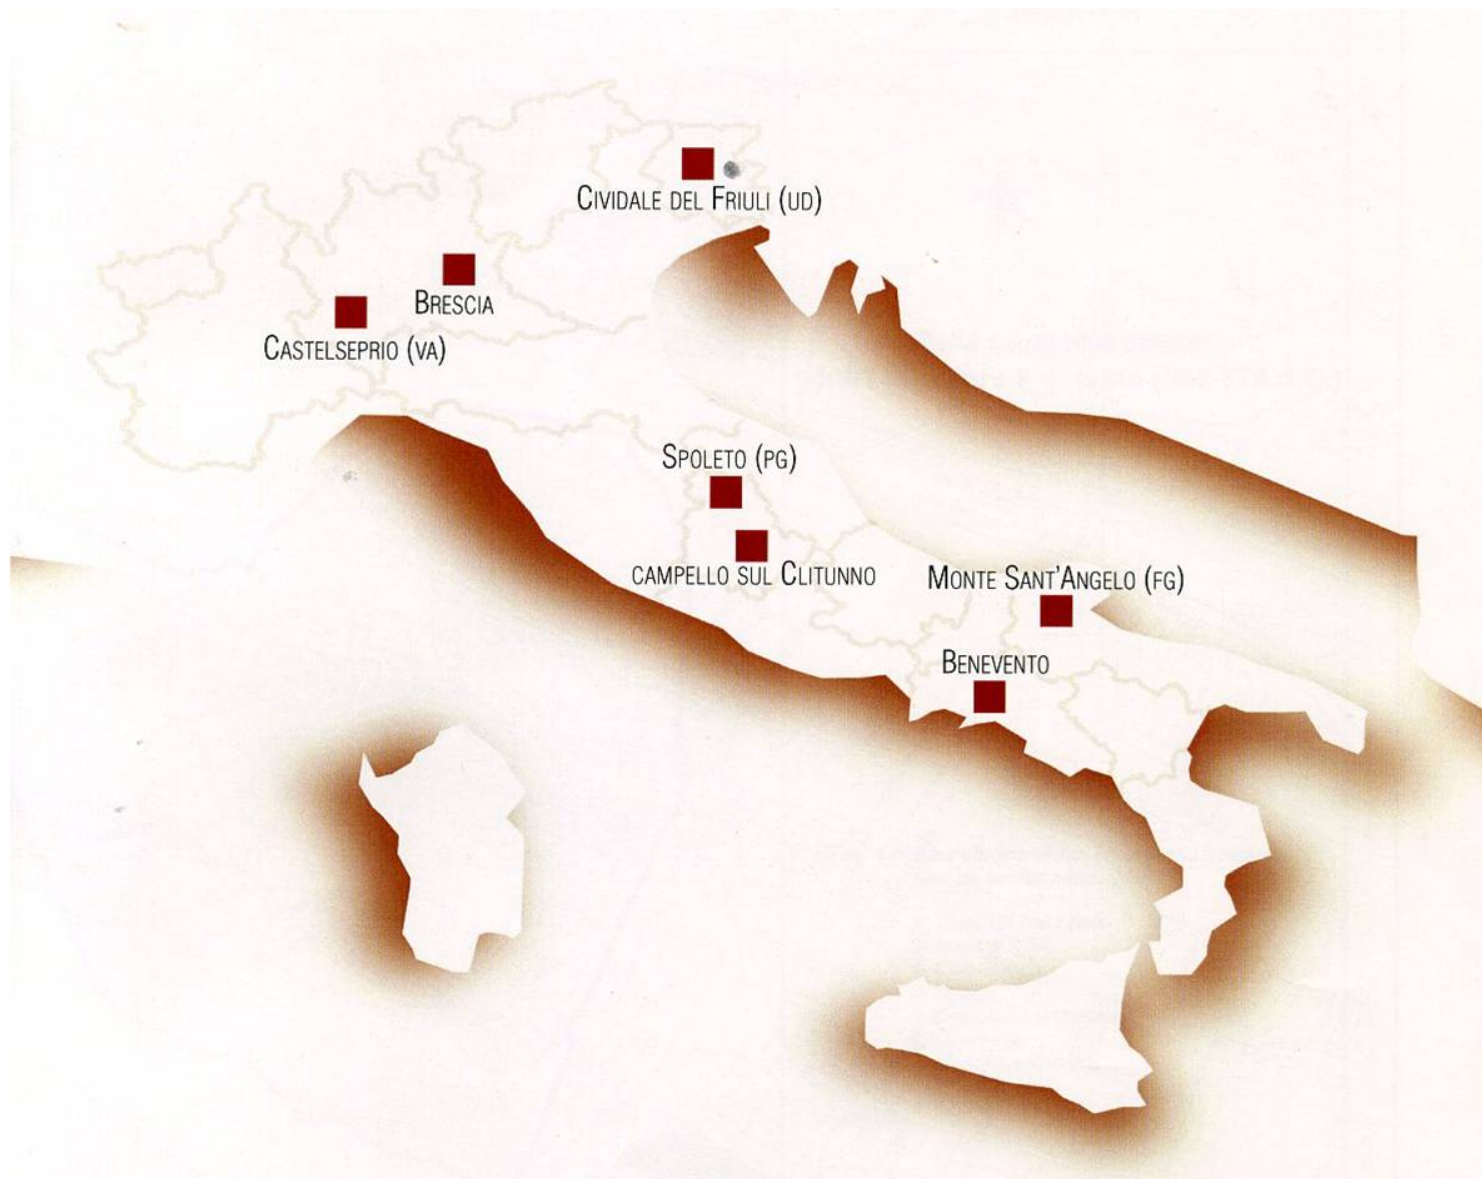 Cividale del Friuli (UD)
Brescia
Castelseprio (VA)
Spoleto (PG)
campello sul Clitunno
Monte Sant'Angelo (FG)
Benevento